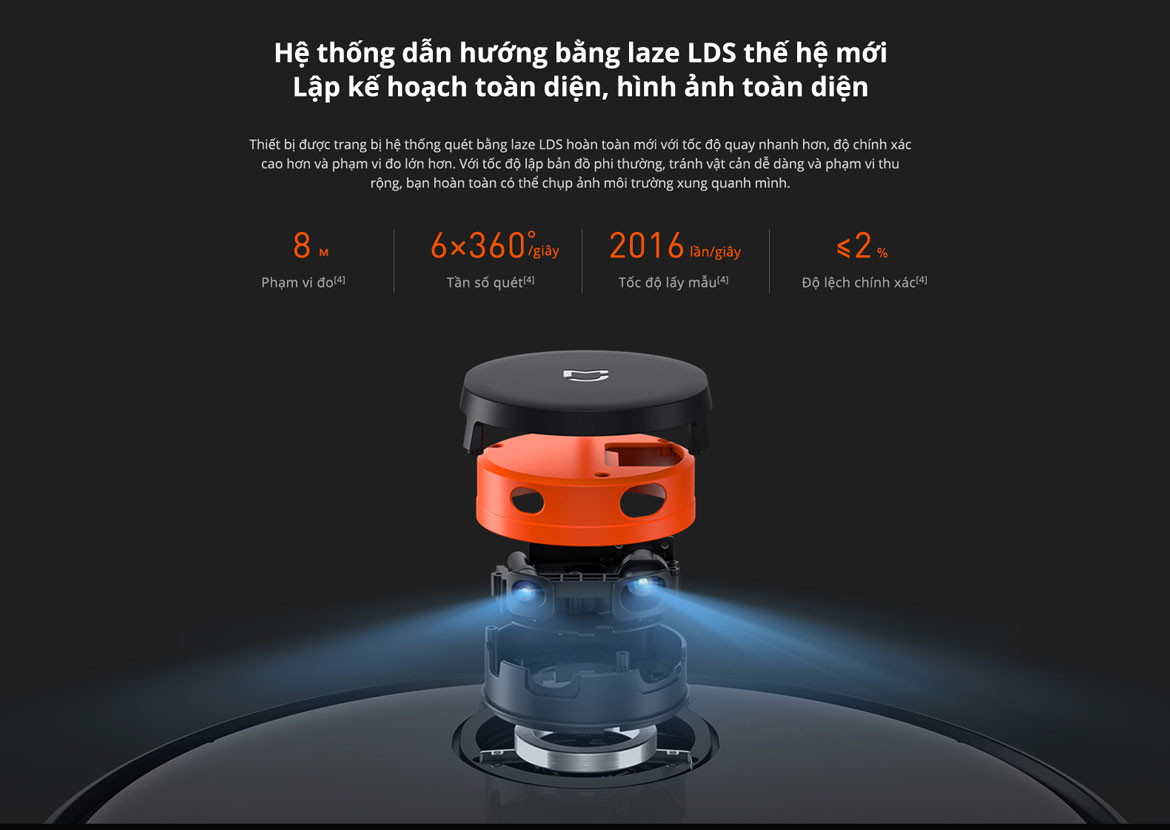 Hệ thống dẫn hướng bằng laze LDS thế hệ mới
Lập kế hoạch toàn diện, hình ảnh toàn diện
Thiết bị được trang bị hệ thống quét bằng laze LDS hoàn toàn mới với tốc độ quay nhanh hơn, độ chính xác
cao hơn và phạm vi đo lớn hơn. Với tốc độ lập bản đồ phi thường, tránh vật cản dễ dàng và phạm vi thu
rộng, bạn hoàn toàn có thể chụp ảnh môi trường xung quanh mình.
8 M
Phạm vi đo[4]
6×360°/giây
Tần số quét[4]
2016 lần/giây
Tốc độ lấy mẫu[4]
≤2 %
Độ lệch chính xác[4]